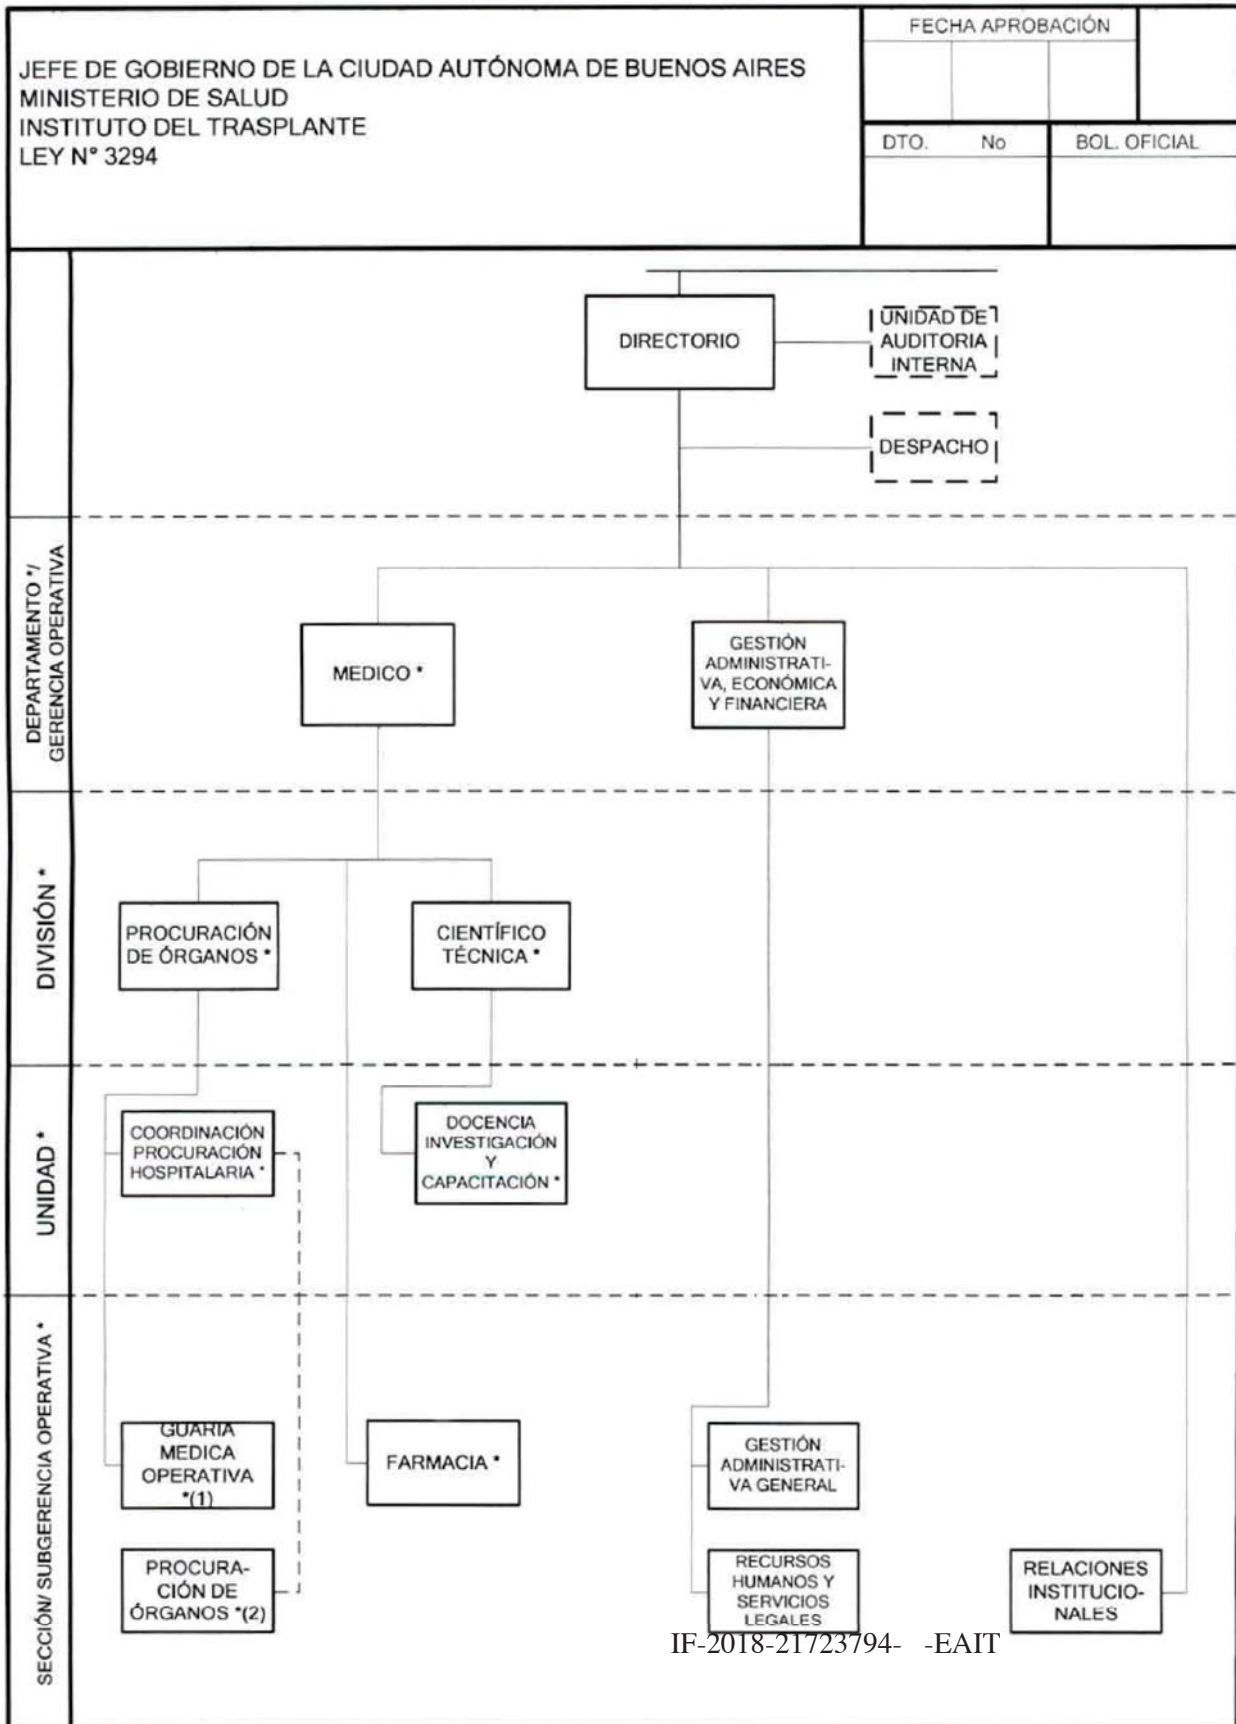 JEFE DE GOBIERNO DE LA CIUDAD AUTÓNOMA DE BUENOS AIRES
MINISTERIO DE SALUD
INSTITUTO DEL TRASPLANTE
LEY N° 3294
FECHA APROBACIÓN
DTO. No
BOL. OFICIAL
DIRECTORIO
UNIDAD DE
AUDITORIA
INTERNA
DESPACHO
DEPARTAMENTO */
GERENCIA OPERATIVA
MEDICO *
GESTIÓN
ADMINISTRATI-
VA, ECONÓMICA
Y FINANCIERA
DIVISIÓN *
PROCURACIÓN
DE ÓRGANOS *
CIENTÍFICO
TÉCNICA *
UNIDAD *
COORDINACIÓN
PROCURACIÓN
HOSPITALARIA *
DOCENCIA
INVESTIGACIÓN
Y
CAPACITACIÓN *
SECCIÓN/ SUBGERENCIA OPERATIVA *
GUARIA
MEDICA
OPERATIVA
*(1)
FARMACIA *
GESTIÓN
ADMINISTRATI-
VA GENERAL
PROCURA-
CIÓN DE
ÓRGANOS *(2)
RECURSOS
HUMANOS Y
SERVICIOS
LEGALES
RELACIONES
INSTITUCIO-
NALES
IF-2018-21723794- -EAIT